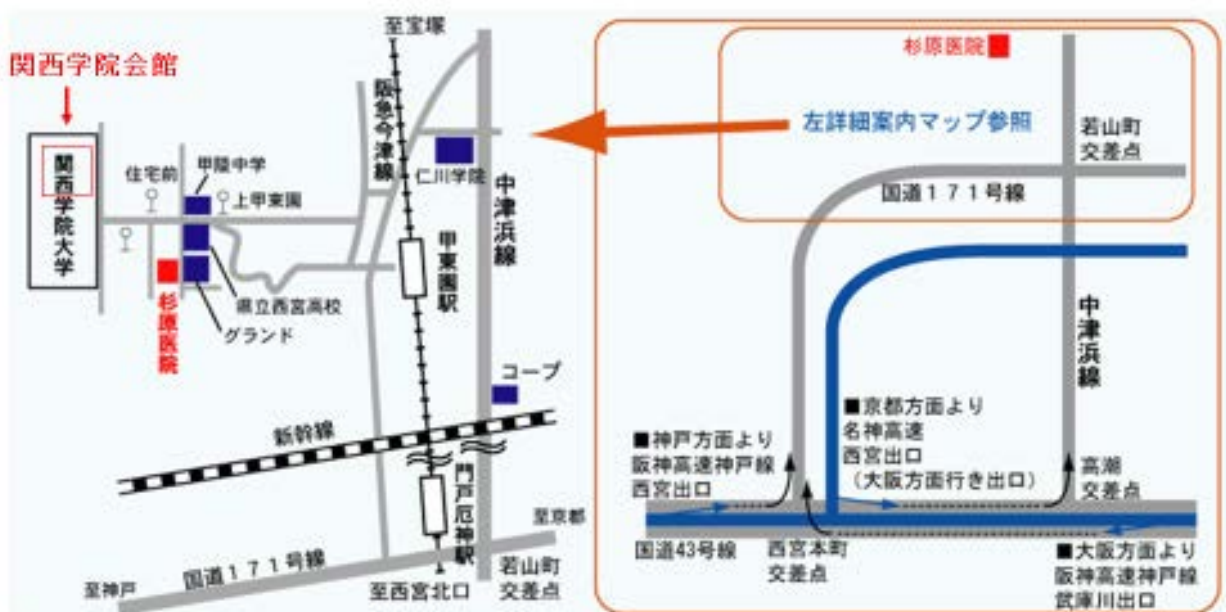 至宝塚
関西学院会館
関西学院大学
住宅前
甲陵中学
上甲東園
阪急今津線
仁川学院
中津浜線
甲東園駅
杉原医院
県立西宮高校
グランド
コープ
新幹線
門戸厄神駅
至京都
国道171号線
至神戸
至西宮北口
若山町
交差点
杉原医院
左詳細案内マップ参照
若山町
交差点
国道171号線
中津浜線
■神戸方面より
阪神高速神戸線
西宮出口
■京都方面より
名神高速
西宮出口
(大阪方面行き出口)
高潮
交差点
国道43号線
西宮本町
交差点
■大阪方面より
阪神高速神戸線
武庫川出口